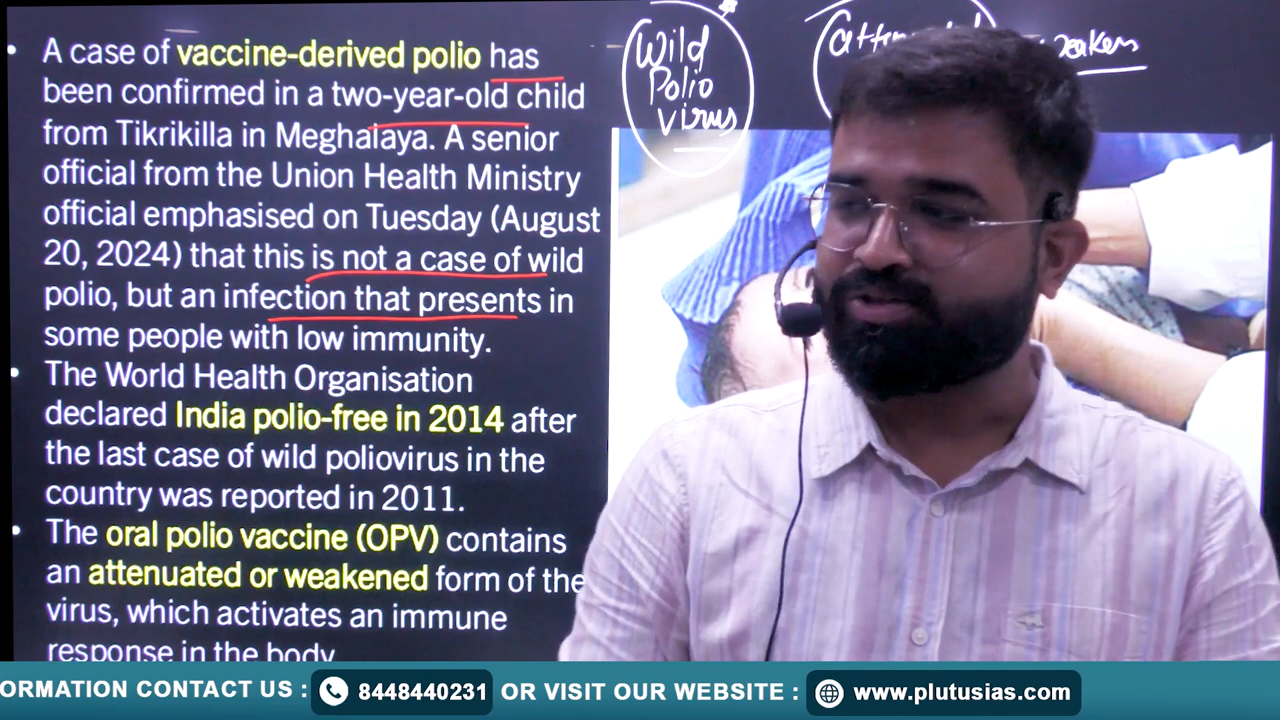 • A case of vaccine-derived polio has
been confirmed in a two-year-old child
from Tikrikilla in Meghalaya. A senior
official from the Union Health Ministry
official emphasised on Tuesday (August
20, 2024) that this is not a case of wild
polio, but an infection that presents in
some people with low immunity.
• The World Health Organisation
declared India polio-free in 2014 after
the last case of wild poliovirus in the
country was reported in 2011.
• The oral polio vaccine (OPV) contains
an attenuated or weakened form of the
virus, which activates an immune
response in the body.
Wild
Polio
Virus
ORMATION CONTACT US : 8448440231 OR VISIT OUR WEBSITE : www.plutusias.com